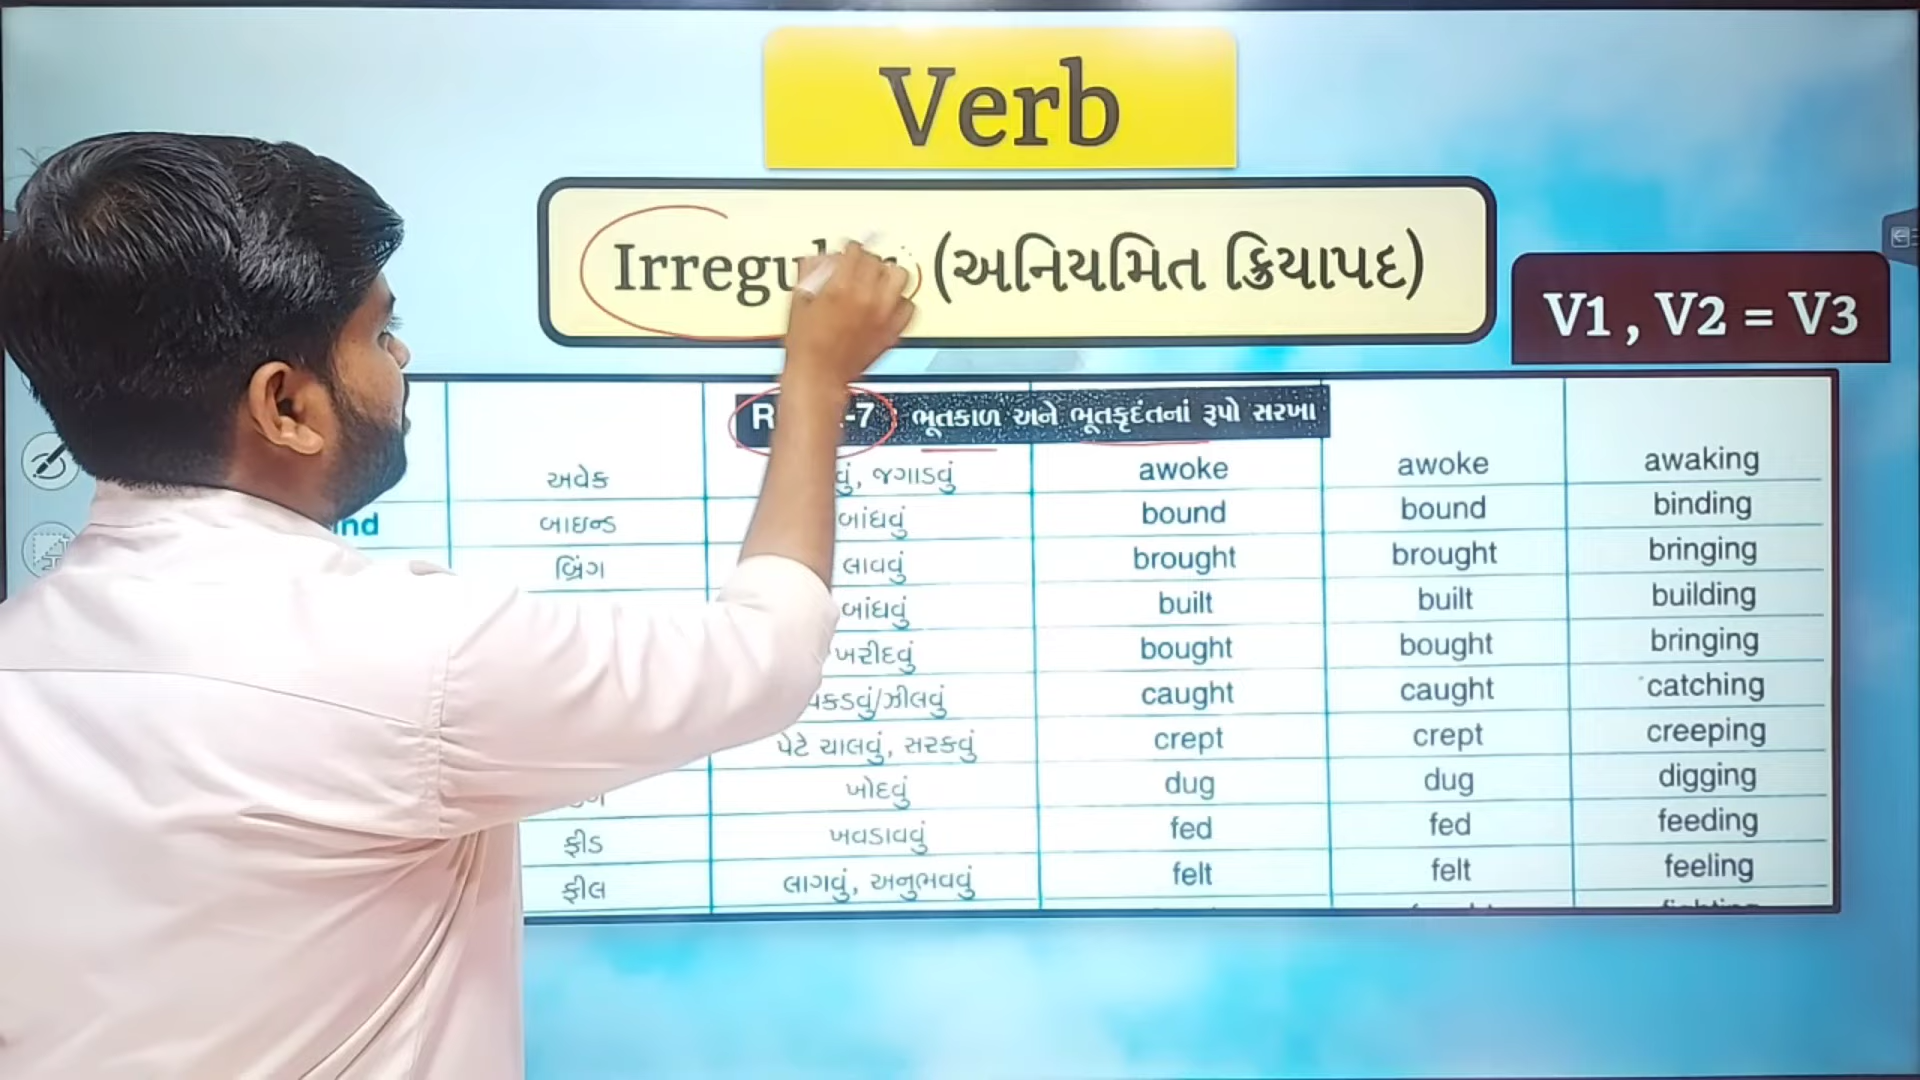 Verb
Irregular (અનિયમિત ક્રિયાપદ)
V1 , V2 = V3
-7 ભૂતકાળ અને ભૂતકૃદંતનાં રૂપો સરખા
અવેક જગાડવું awoke awoke awaking
બાઇન્ડ બાંધવું bound bound binding
બ્રિંગ લાવવું brought brought bringing
બાંધવું built built building
ખરીદવું bought bought bringing
પકડવું/ઝીલવું caught caught catching
પેટે ચાલવું, સરકવું crept crept creeping
ખોદવું dug dug digging
ફીડ ખવડાવવું fed fed feeding
ફીલ લાગવું, અનુભવવું felt felt feeling